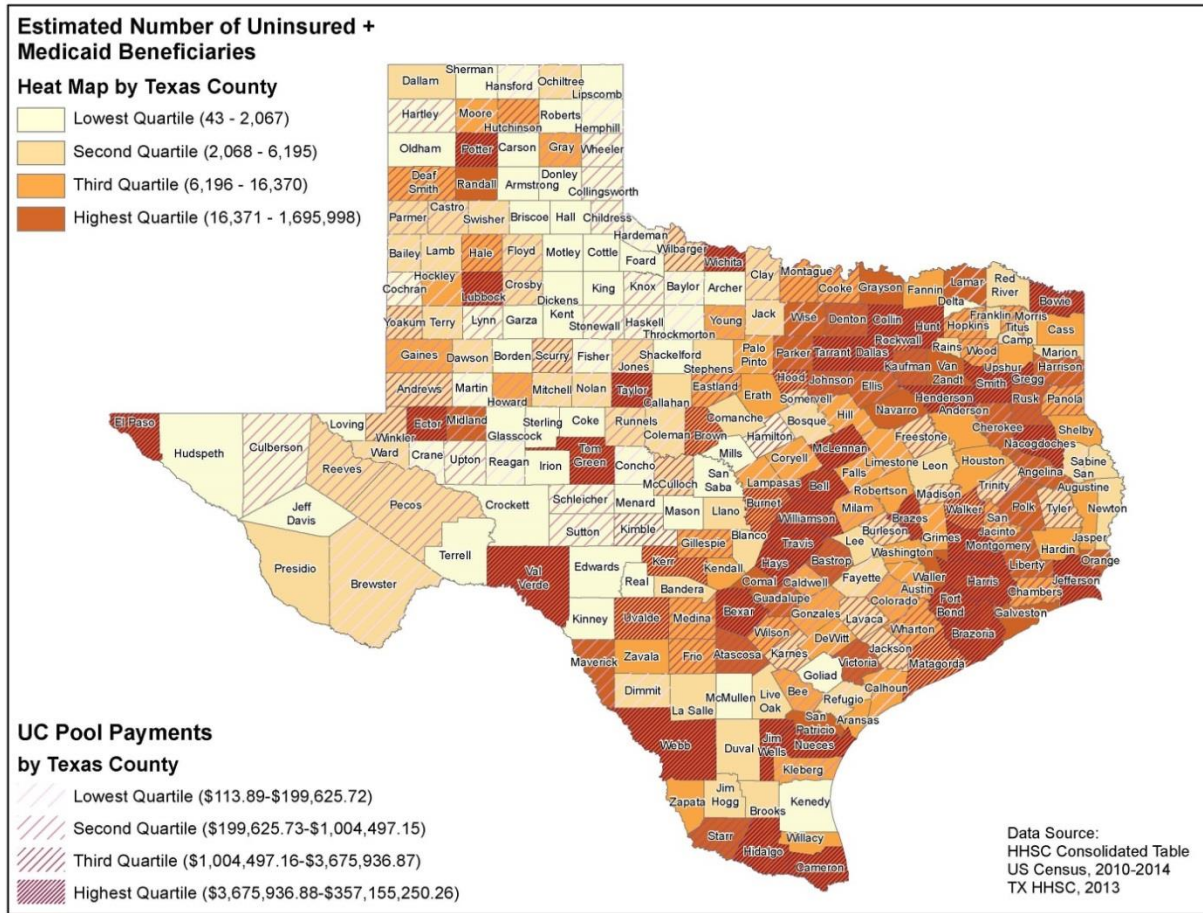 Estimated Number of Uninsured +
Medicaid Beneficiaries
Heat Map by Texas County
Lowest Quartile (43 - 2,067)
Second Quartile (2,068 - 6,195)
Third Quartile (6,196 - 16,370)
Highest Quartile (16,371 - 1,695,998)
Dallam
Sherman
Hansford
Ochiltree
Lipscomb
Hartley
Moore
Hutchinson
Roberts
Hemphill
Oldham
Potter
Carson
Gray
Wheeler
Deaf
Smith
Randall
Armstrong
Donley
Collingsworth
Parmer
Castro
Swisher
Briscoe
Hall
Childress
Hardeman
Bailey
Lamb
Hale
Floyd
Motley
Cottle
Foard
Wilbarger
Wichita
Clay
Montague
Cooke
Grayson
Fannin
Lamar
Red
River
Bowie
Delta
Cochran
Hockley
Lubbock
Crosby
Dickens
King
Knox
Baylor
Archer
Yoakum
Terry
Lynn
Garza
Kent
Stonewall
Haskell
Throckmorton
Young
Jack
Wise
Denton
Collin
Hunt
Hopkins
Franklin
Titus
Morris
Camp
Cass
Rockwall
Rains
Wood
Marion
Gaines
Dawson
Borden
Scurry
Fisher
Jones
Shackelford
Stephens
Palo
Pinto
Parker
Tarrant
Dallas
Kaufman
Van
Zandt
Upshur
Smith
Gregg
Harrison
Andrews
Martin
Howard
Mitchell
Nolan
Taylor
Callahan
Eastland
Erath
Hood
Somervell
Johnson
Ellis
Henderson
Rusk
Panola
El Paso
Hudspeth
Culberson
Loving
Winkler
Ector
Midland
Glasscock
Sterling
Coke
Runnels
Coleman
Brown
Comanche
Bosque
Hill
Navarro
Anderson
Cherokee
Nacogdoches
Shelby
Reeves
Ward
Crane
Upton
Reagan
Irion
Tom
Green
Concho
McCulloch
Mills
Hamilton
McLennan
Limestone
Freestone
Leon
Houston
Angelina
San
Augustine
Sabine
Jeff
Davis
Pecos
Crockett
Schleicher
Menard
San
Saba
Lampasas
Coryell
Falls
Bell
Robertson
Madison
Trinity
Polk
Tyler
Newton
Jasper
Presidio
Brewster
Terrell
Sutton
Kimble
Mason
Llano
Burnet
Williamson
Milam
Brazos
Burleson
Grimes
Walker
San
Jacinto
Hardin
Orange
Val
Verde
Edwards
Kerr
Gillespie
Blanco
Travis
Lee
Washington
Montgomery
Liberty
Jefferson
Real
Bandera
Kendall
Hays
Comal
Bastrop
Caldwell
Fayette
Austin
Waller
Harris
Chambers
Kinney
Uvalde
Medina
Bexar
Guadalupe
Gonzales
Lavaca
Colorado
Fort
Bend
Galveston
Brazoria
Maverick
Zavala
Frio
Atascosa
Wilson
Karnes
DeWitt
Jackson
Wharton
Matagorda
Dimmit
La Salle
McMullen
Live
Oak
Bee
Goliad
Victoria
Refugio
Calhoun
Aransas
Webb
Duval
Jim
Wells
San
Patricio
Nueces
Kleberg
Zapata
Jim
Hogg
Brooks
Kenedy
Starr
Hidalgo
Willacy
Cameron
UC Pool Payments
by Texas County
Lowest Quartile ($113.89-$199,625.72)
Second Quartile ($199,625.73-$1,004,497.15)
Third Quartile ($1,004,497.16-$3,675,936.87)
Highest Quartile ($3,675,936.88-$357,155,250.26)
Data Source:
HHSC Consolidated Table
US Census, 2010-2014
TX HHSC, 2013